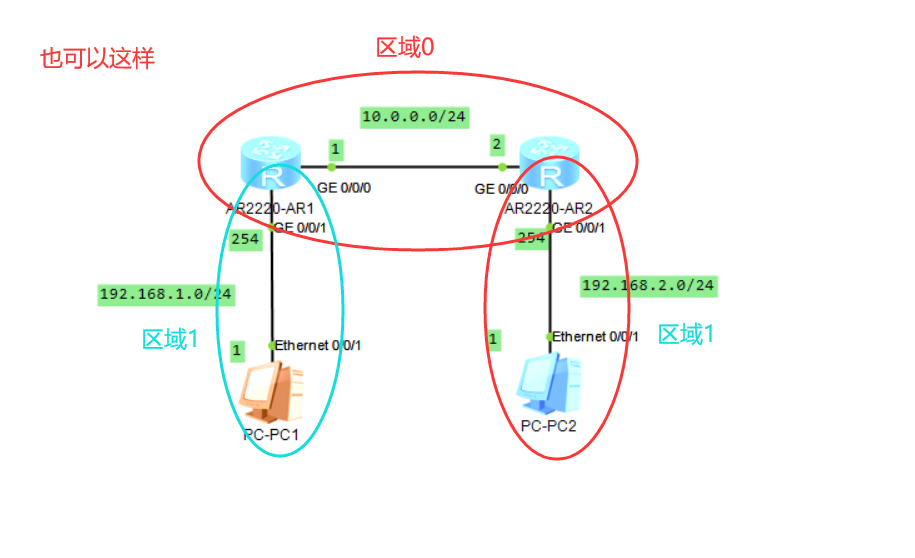 也可以这样
区域0
10.0.0.0/24
1
2
GE 0/0/0
GE 0/0/0
R
R
AR2220-AR1
AR2220-AR2
GE 0/0/1
GE 0/0/1
254
254
192.168.1.0/24
192.168.2.0/24
区域1
区域1
1
Ethernet 0/0/1
1
Ethernet 0/0/1
PC-PC1
PC-PC2